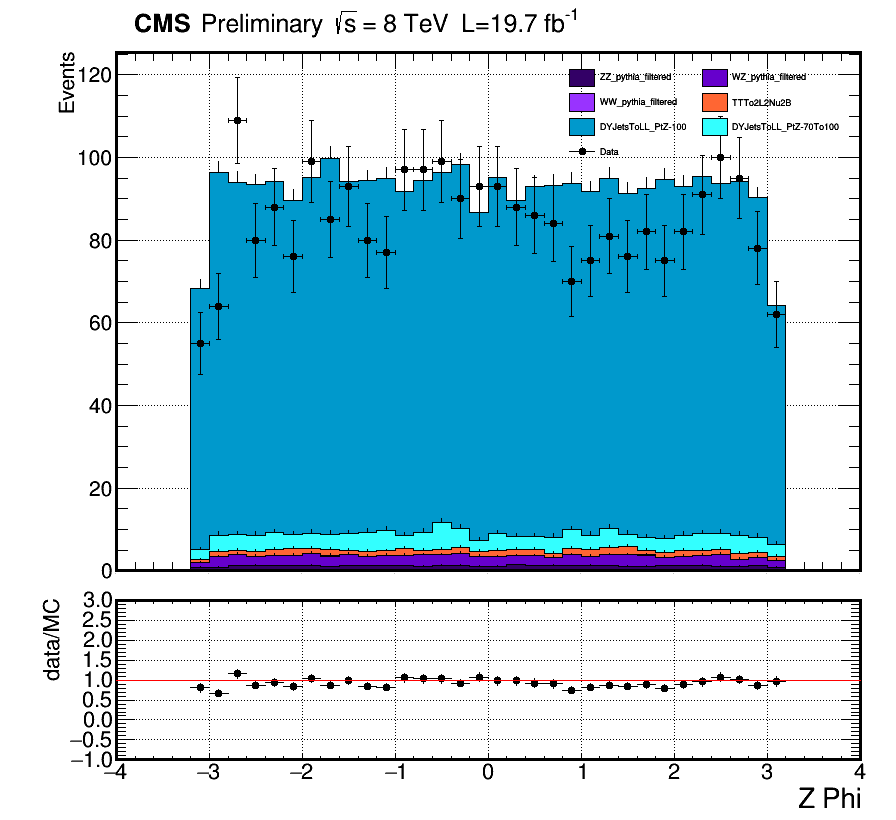 CMS Preliminary √s = 8 TeV L=19.7 fb-1
Events
120
100
80
60
40
20
0
ZZ_pythia_filtered
WZ_pythia_filtered
WW_pythia_filtered
TTTo2L2Nu2B
DYJetsToLL_PtZ-100
DYJetsToLL_PtZ-70To100
Data
data/MC
3.0
2.5
2.0
1.5
1.0
0.5
0.0
−0.5
−1.0
−4 −3 −2 −1 0 1 2 3 4
Z Phi